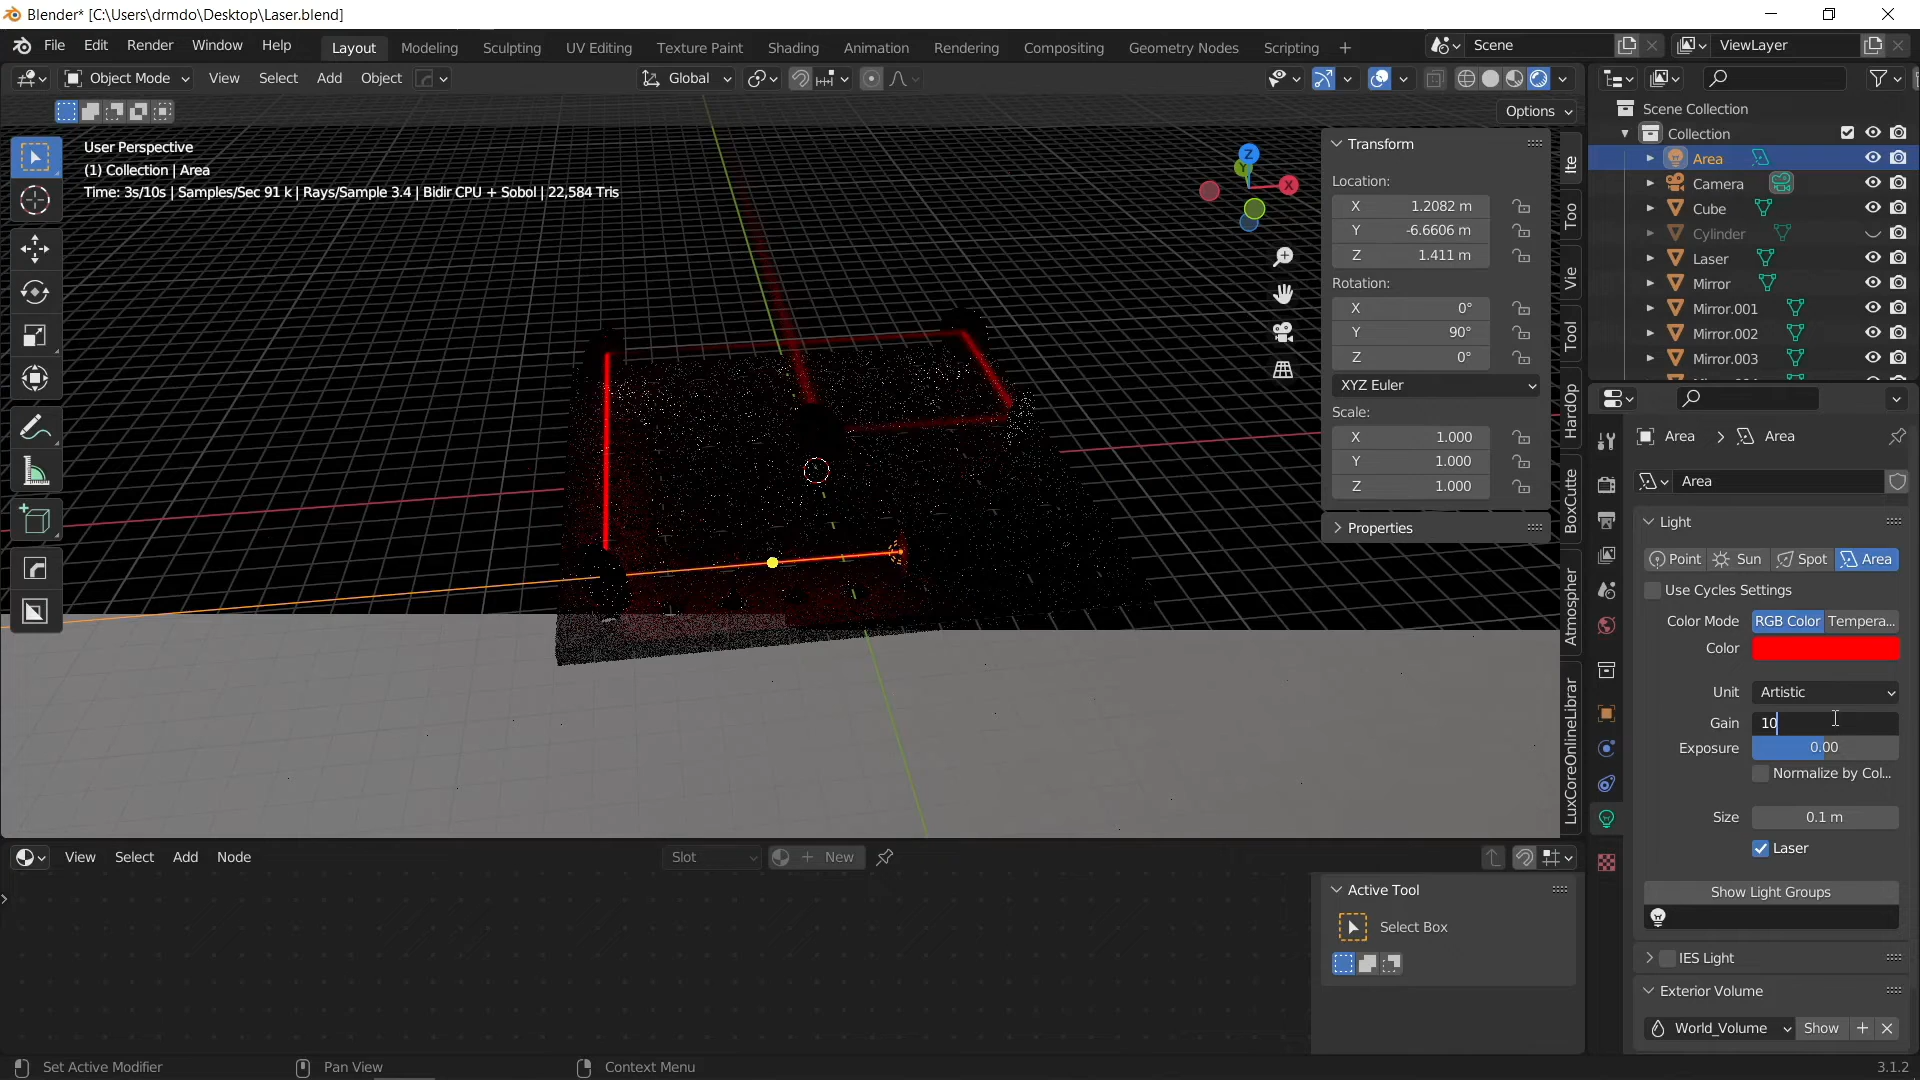 Blender* [C:\Users\drmdo\Desktop\Laser.blend]
File Edit Render Window Help Layout Modeling Sculpting UV Editing Texture Paint Shading Animation Rendering Compositing Geometry Nodes Scripting + Scene ViewLayer
Object Mode View Select Add Object Global
Options
User Perspective
(1) Collection | Area
Time: 3s/10s | Samples/Sec 91 k | Rays/Sample 3.4 | Bidir CPU + Sobol | 22,584 Tris
Z
Y
X
Transform
Location:
X 1.2082 m
Y -6.6606 m
Z 1.411 m
Rotation:
X 0°
Y 90°
Z 0°
XYZ Euler
Scale:
X 1.000
Y 1.000
Z 1.000
Properties
Ite
Too
Vie
Tool
HardOp
BoxCutte
Atmospher
LuxCoreOnlineLibrar
Scene Collection
Collection
Area
Camera
Cube
Cylinder
Laser
Mirror
Mirror.001
Mirror.002
Mirror.003
Area > Area
Area
Light
Point Sun Spot Area
Use Cycles Settings
Color Mode RGB Color Tempera...
Color
Unit Artistic
Gain 10
Exposure 0.00
Normalize by Col...
Size 0.1 m
Laser
Show Light Groups
IES Light
Exterior Volume
World_Volume Show
View Select Add Node Slot New
Active Tool
Select Box
Set Active Modifier Pan View Context Menu 3.1.2